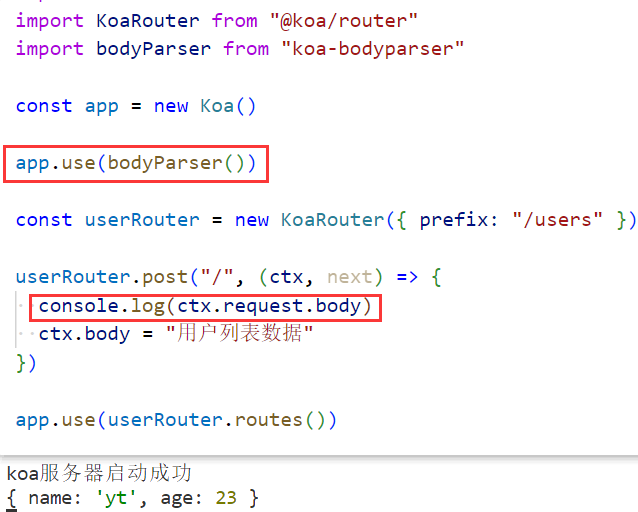 import KoaRouter from "@koa/router"
import bodyParser from "koa-bodyparser"
const app = new Koa()
app.use(bodyParser())
const userRouter = new KoaRouter({ prefix: "/users" })
userRouter.post("/", (ctx, next) => {
console.log(ctx.request.body)
ctx.body = "用户列表数据"
})
app.use(userRouter.routes())
koa服务器启动成功
{ name: 'yt', age: 23 }